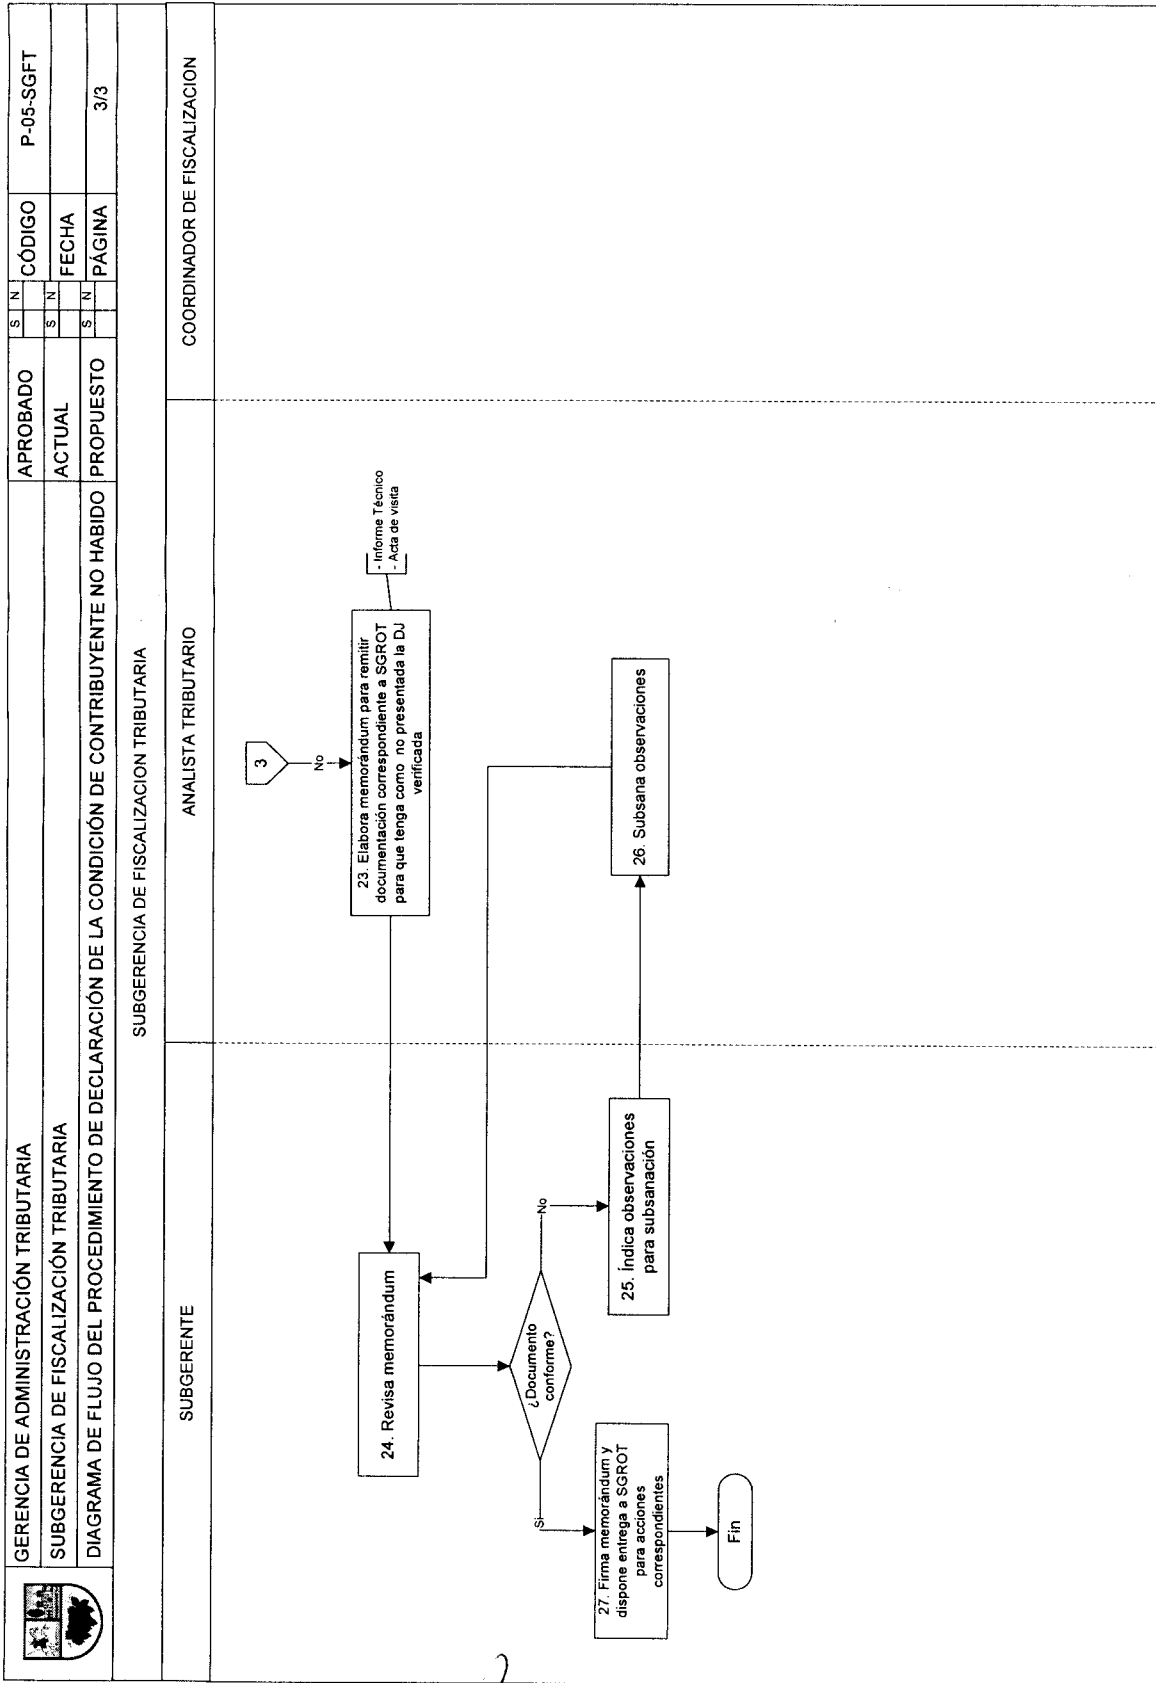 GERENCIA DE ADMINISTRACIÓN TRIBUTARIA
APROBADO
S N
CÓDIGO
P-05-SGFT
SUBGERENCIA DE FISCALIZACIÓN TRIBUTARIA
ACTUAL
S N
FECHA
DIAGRAMA DE FLUJO DEL PROCEDIMIENTO DE DECLARACIÓN DE LA CONDICIÓN DE CONTRIBUYENTE NO HABIDO
PROPUESTO
S N
PÁGINA
3/3
SUBGERENCIA DE FISCALIZACION TRIBUTARIA
SUBGERENTE
ANALISTA TRIBUTARIO
COORDINADOR DE FISCALIZACION
3
No
23. Elabora memorándum para remitir
documentación correspondiente a SGROT
para que tenga como no presentada la DJ
verificada
- Informe Técnico
- Acta de visita
24. Revisa memorándum
¿Documento
conforme?
Si
No
25. Índica observaciones
para subsanación
26. Subsana observaciones
27. Firma memorándum y
dispone entrega a SGROT
para acciones
correspondientes
Fin